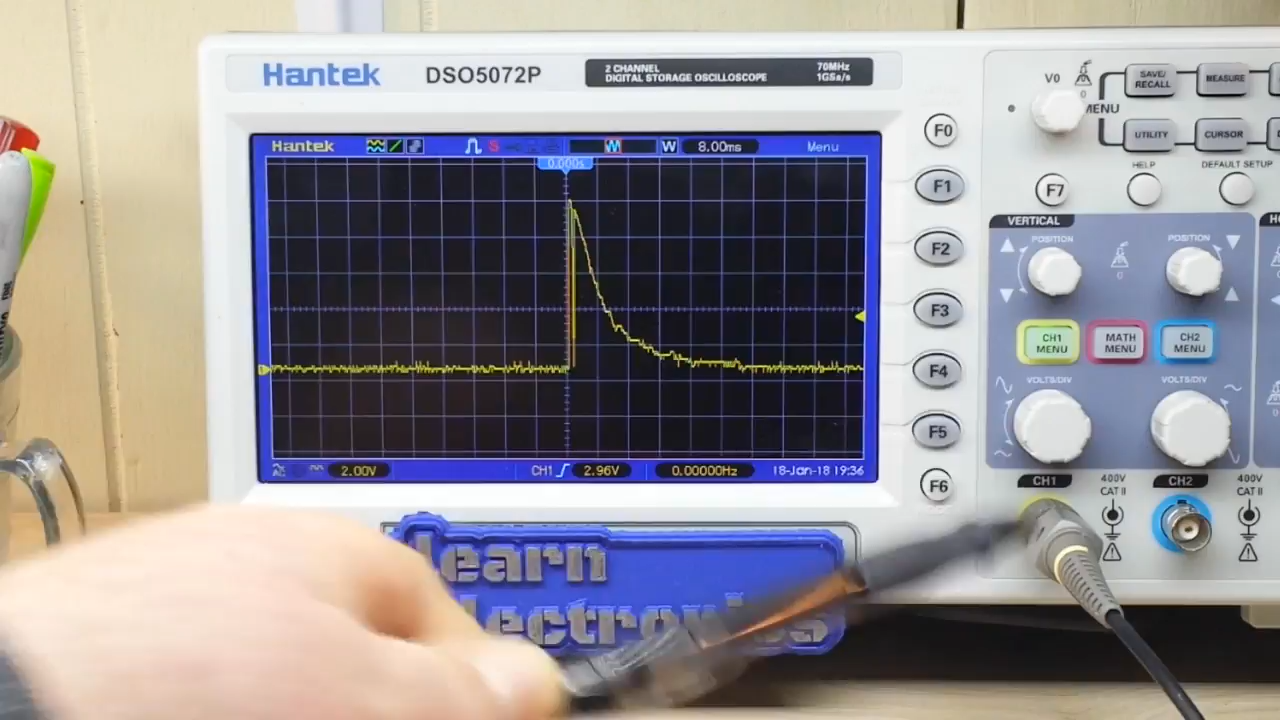 Hantek DSO5072P 2 CHANNEL 70MHz
DIGITAL STORAGE OSCILLOSCOPE 1GSa/s
Hantek S W 8.00ms Menu
0.000s
2.00V CH1 2.96V 0.00000Hz 18-Jan-18 19:36
F0
F1
F2
F3
F4
F5
F6
V0
MENU
SAVE/
RECALL
MEASURE
UTILITY
CURSOR
HELP
DEFAULT SETUP
F7
VERTICAL
H
POSITION
POSITION
0
CH1
MENU
MATH
MENU
CH2
MENU
VOLTS/DIV
VOLTS/DIV
CH1
400V
CAT II
CH2
400V
CAT II
learn
electronics